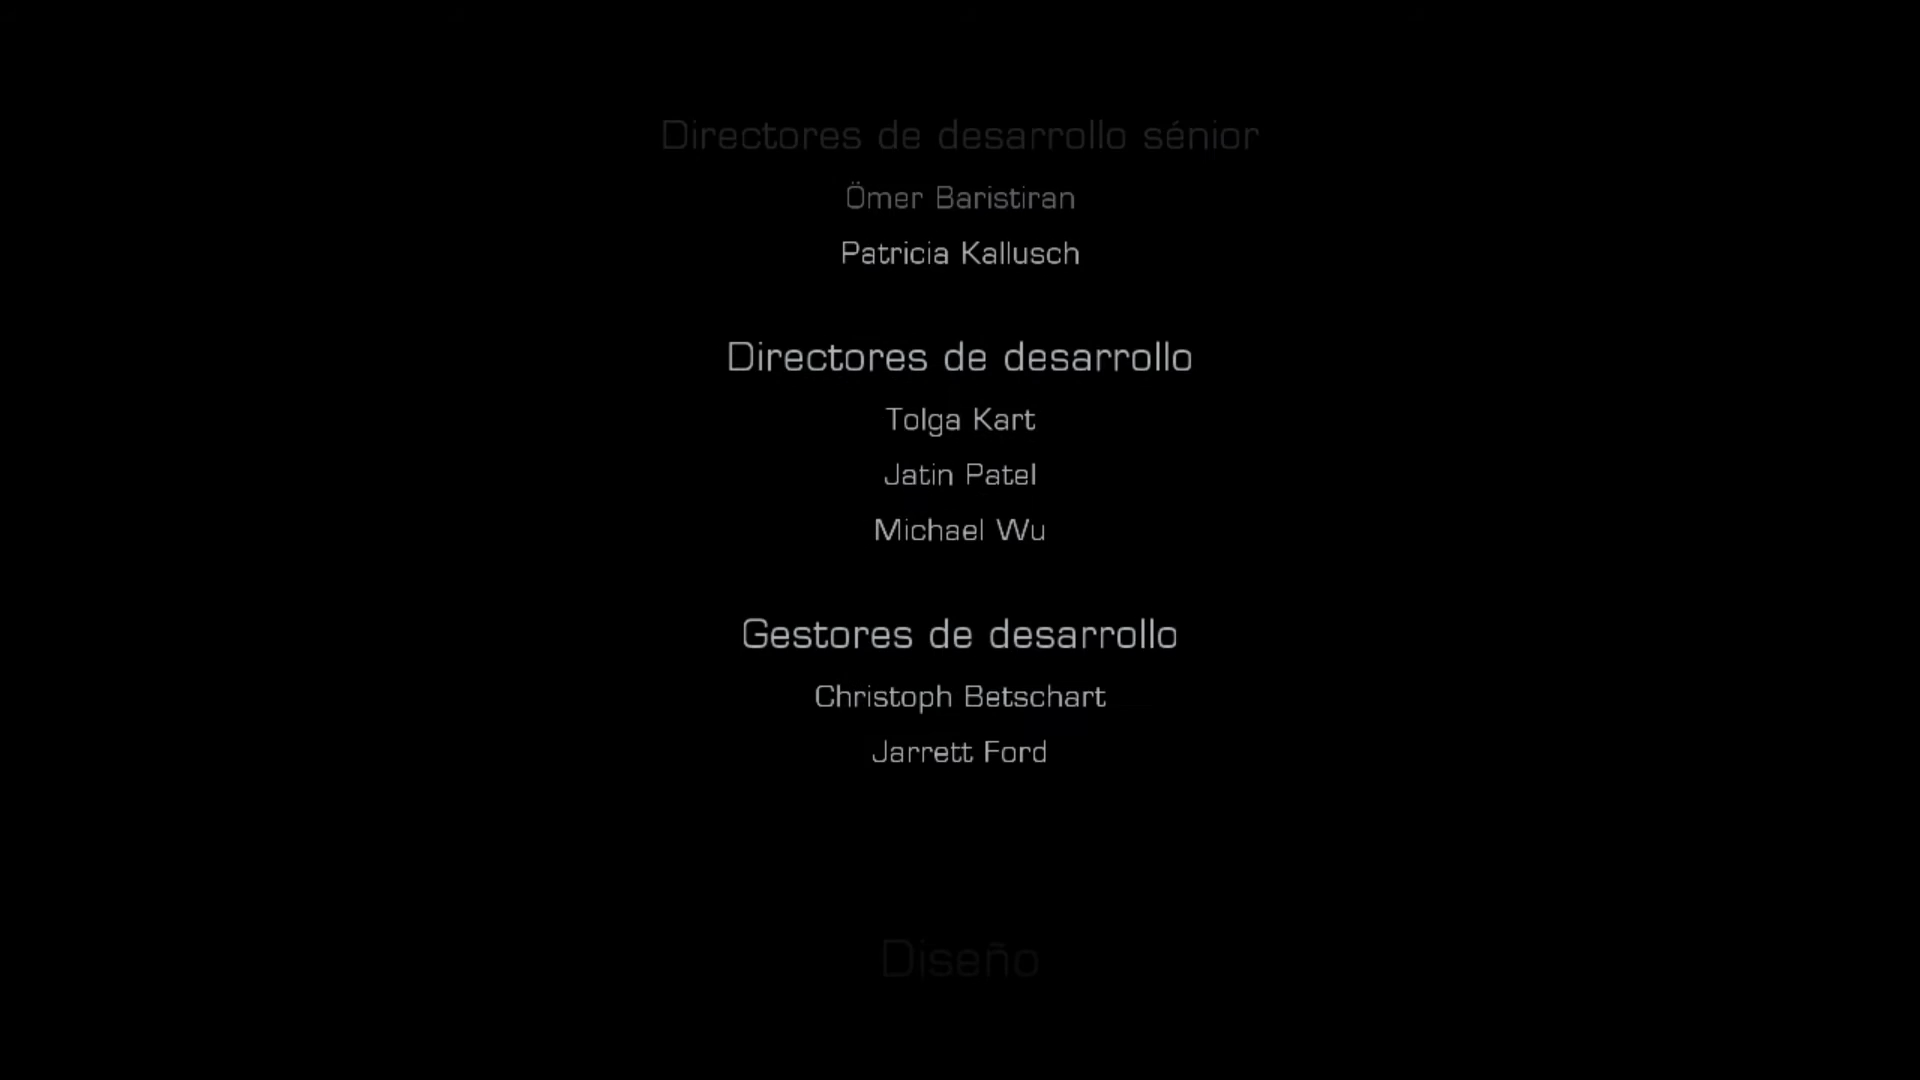 Directores de desarrollo sénior
Ömer Baristiran
Patricia Kallusch
Directores de desarrollo
Tolga Kart
Jatin Patel
Michael Wu
Gestores de desarrollo
Christoph Betschart
Jarrett Ford
Diseño